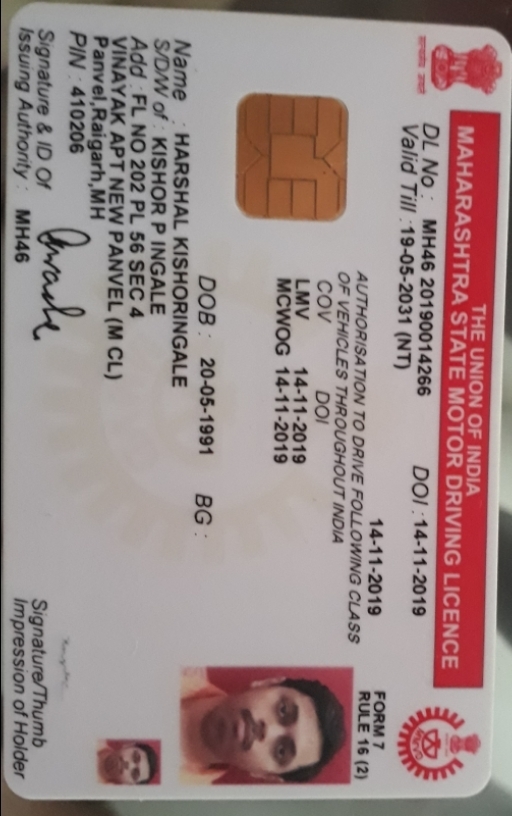 THE UNION OF INDIA
MAHARASHTRA STATE MOTOR DRIVING LICENCE
DL No : MH46 20190014266 DOI : 14-11-2019
Valid Till : 19-05-2031 (NT)
14-11-2019
FORM 7
RULE 16 (2)
AUTHORISATION TO DRIVE FOLLOWING CLASS
OF VEHICLES THROUGHOUT INDIA
COV DOI
LMV 14-11-2019
MCWOG 14-11-2019
DOB : 20-05-1991 BG :
Name : HARSHAL KISHORINGALE
S/D/W of : KISHOR P INGALE
Add :FL NO 202 PL 56 SEC 4
VINAYAK APT NEW PANVEL (M CL)
Panvel,Raigarh,MH
PIN : 410206
Signature & ID Of
Issuing Authority : MH46
Signature/Thumb
Impression of Holder